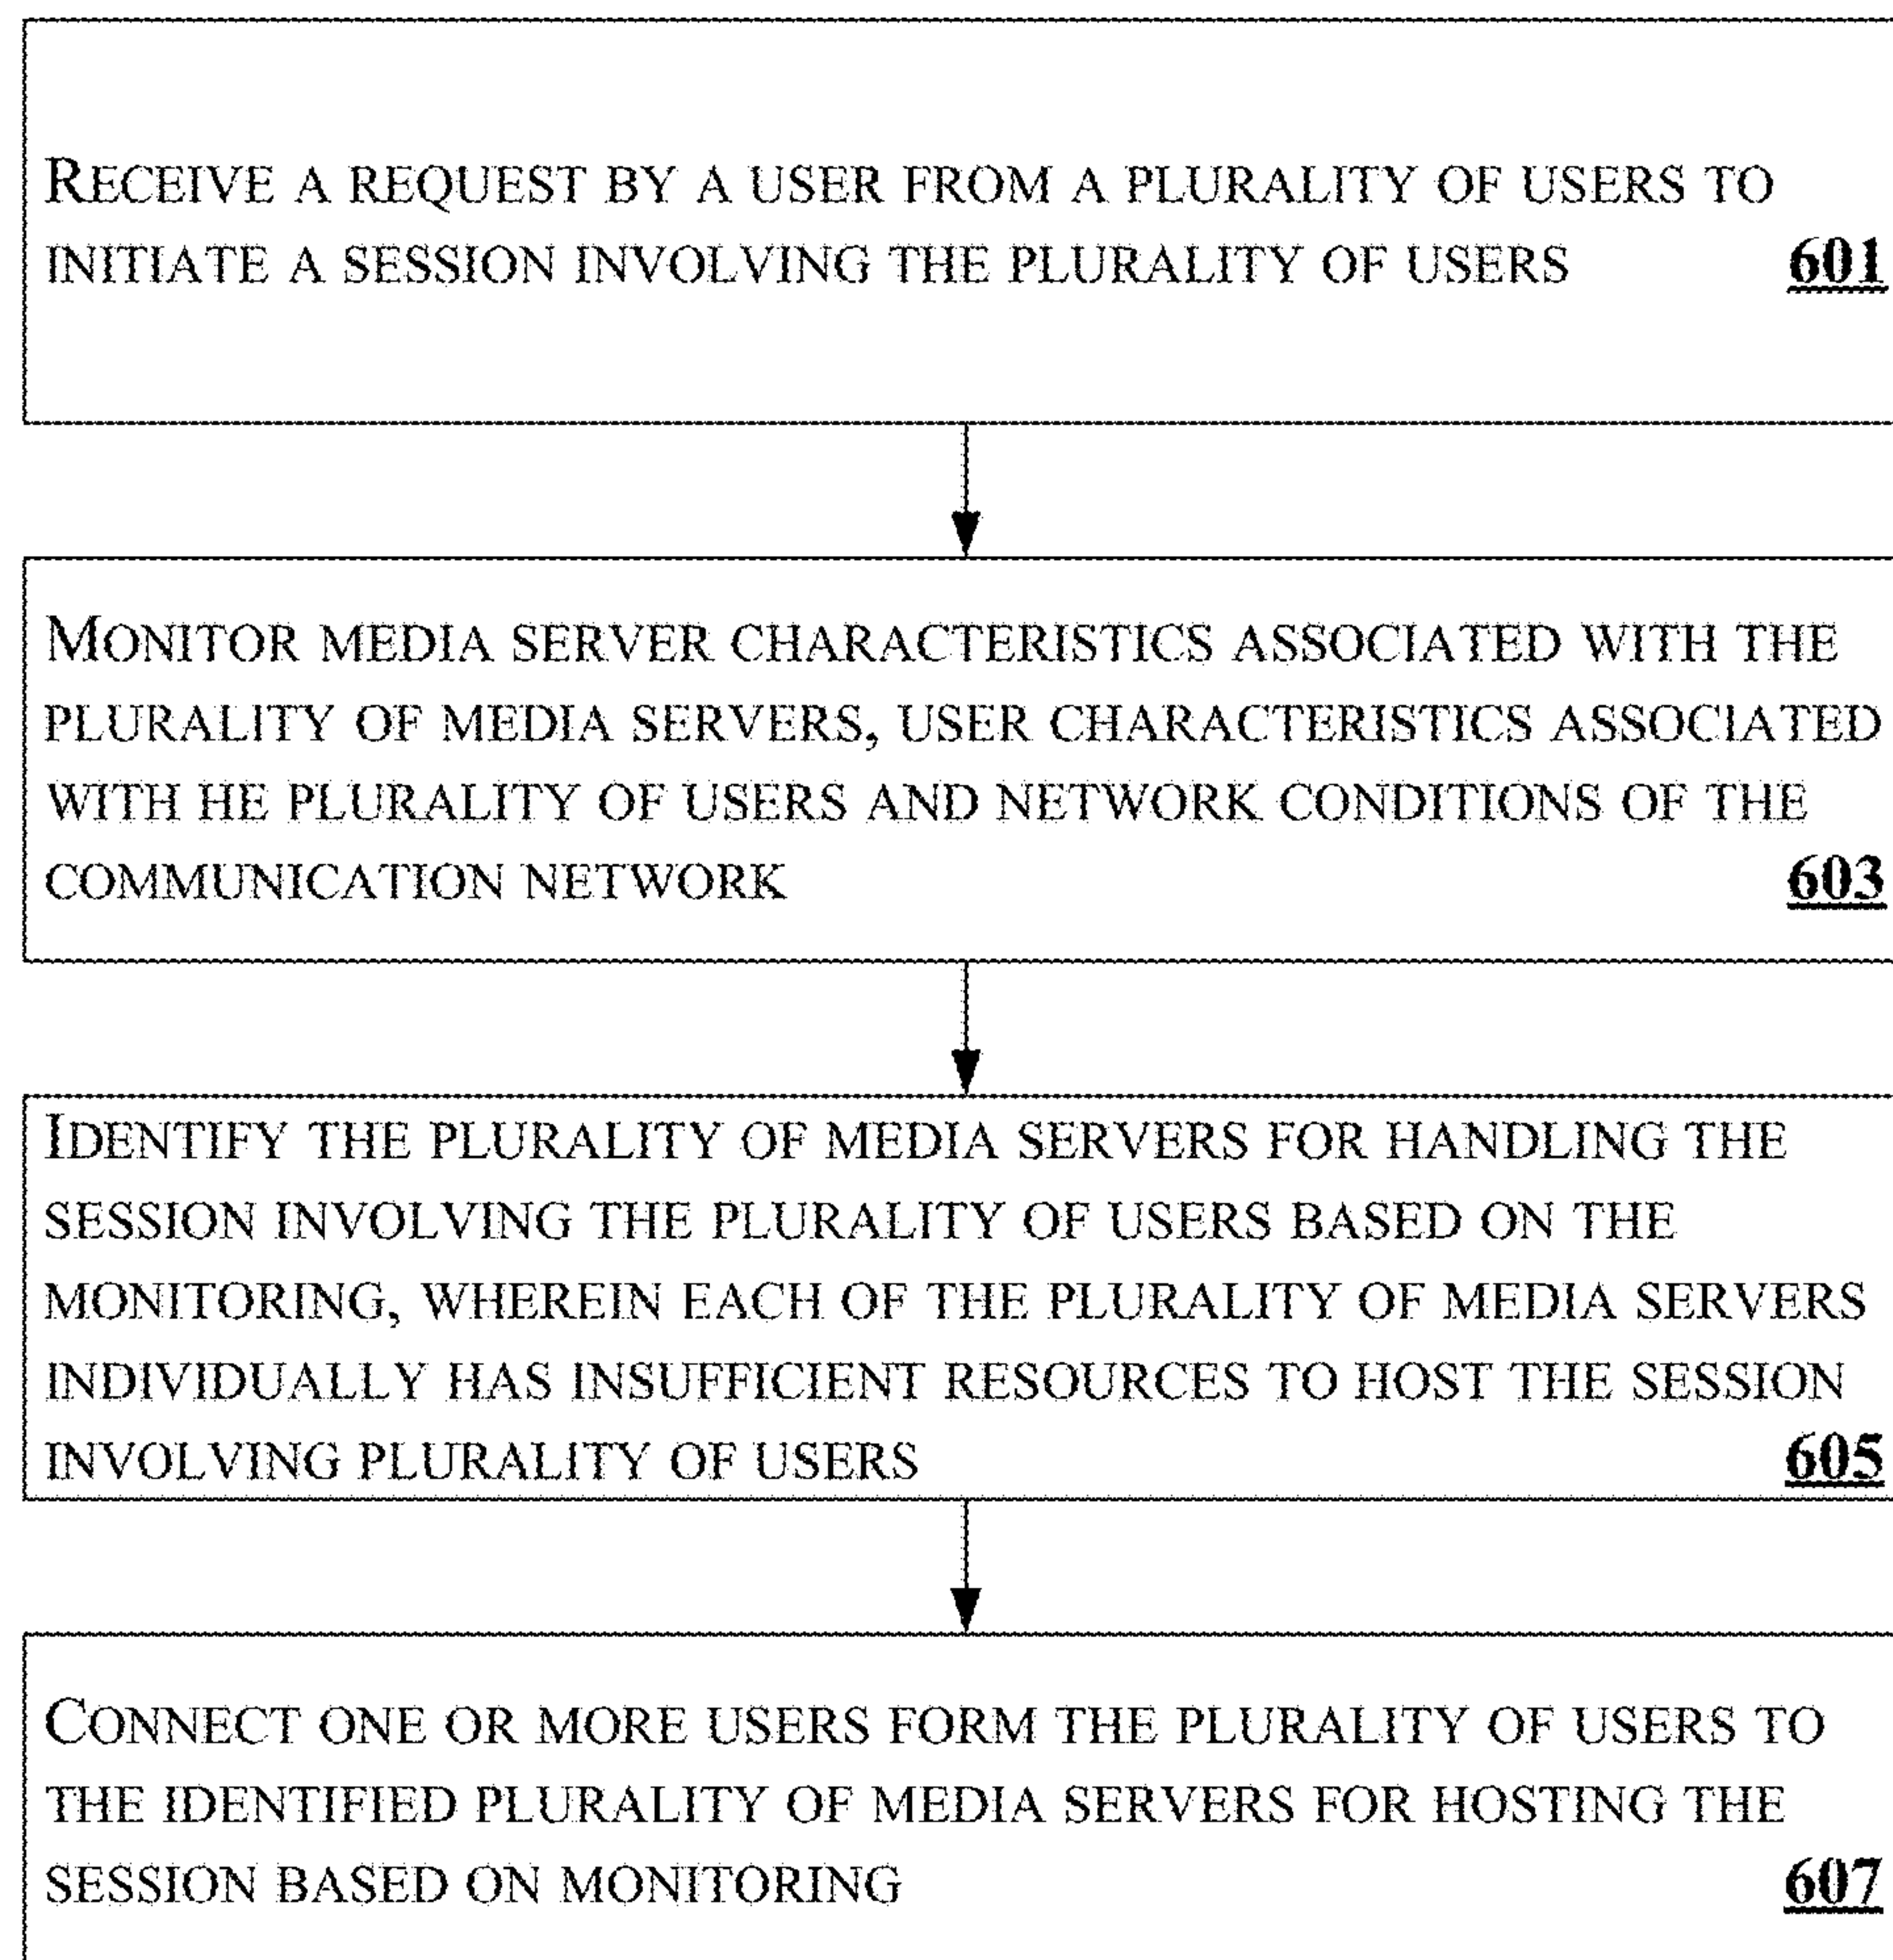 RECEIVE A REQUEST BY A USER FROM A PLURALITY OF USERS TO
INITIATE A SESSION INVOLVING THE PLURALITY OF USERS 601
MONITOR MEDIA SERVER CHARACTERISTICS ASSOCIATED WITH THE
PLURALITY OF MEDIA SERVERS, USER CHARACTERISTICS ASSOCIATED
WITH HE PLURALITY OF USERS AND NETWORK CONDITIONS OF THE
COMMUNICATION NETWORK 603
IDENTIFY THE PLURALITY OF MEDIA SERVERS FOR HANDLING THE
SESSION INVOLVING THE PLURALITY OF USERS BASED ON THE
MONITORING, WHEREIN EACH OF THE PLURALITY OF MEDIA SERVERS
INDIVIDUALLY HAS INSUFFICIENT RESOURCES TO HOST THE SESSION
INVOLVING PLURALITY OF USERS 605
CONNECT ONE OR MORE USERS FORM THE PLURALITY OF USERS TO
THE IDENTIFIED PLURALITY OF MEDIA SERVERS FOR HOSTING THE
SESSION BASED ON MONITORING 607